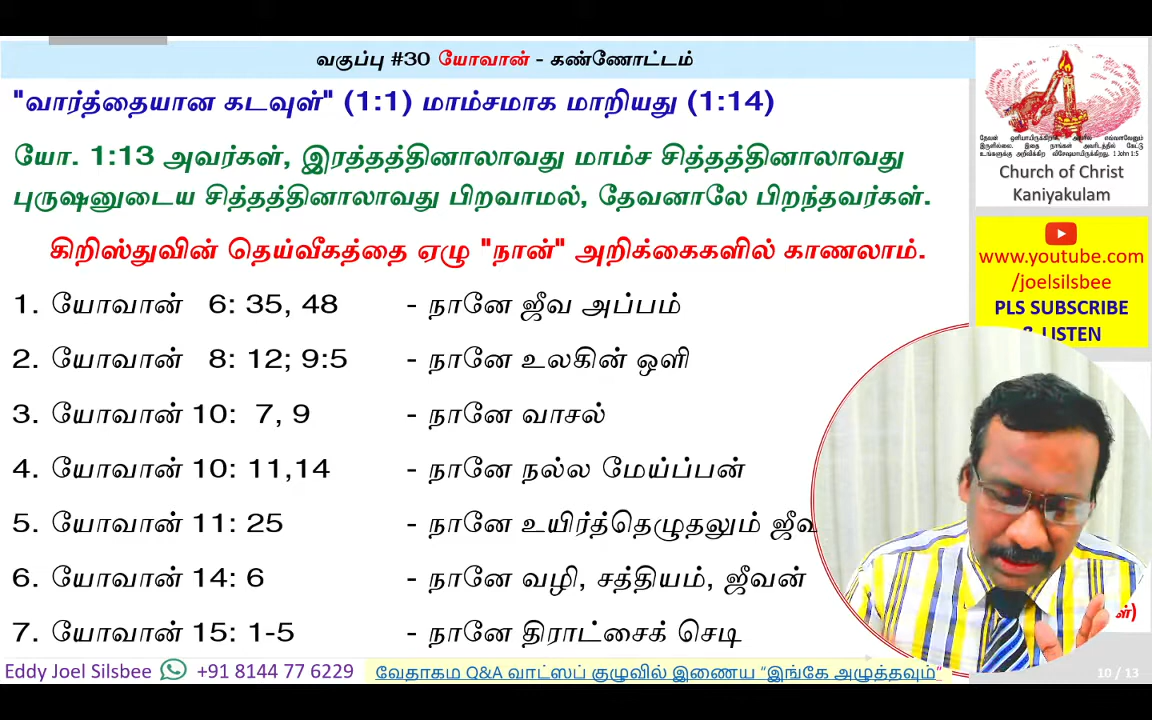 வகுப்பு #30 யோவான் - கண்ணோட்டம்
"வார்த்தையான கடவுள்" (1:1) மாம்சமாக மாறியது (1:14)
யோ. 1:13 அவர்கள், இரத்தத்தினாலாவது மாம்ச சித்தத்தினாலாவது
புருஷனுடைய சித்தத்தினாலாவது பிறவாமல், தேவனாலே பிறந்தவர்கள்.
கிறிஸ்துவின் தெய்வீகத்தை ஏழு "நான்" அறிக்கைகளில் காணலாம்.
1. யோவான் 6: 35, 48 - நானே ஜீவ அப்பம்
2. யோவான் 8: 12; 9:5 - நானே உலகின் ஒளி
3. யோவான் 10: 7, 9 - நானே வாசல்
4. யோவான் 10: 11,14 - நானே நல்ல மேய்ப்பன்
5. யோவான் 11: 25 - நானே உயிர்த்தெழுதலும்
6. யோவான் 14: 6 - நானே வழி, சத்தியம், ஜீவன்
7. யோவான் 15: 1-5 - நானே திராட்சைக் செடி
Eddy Joel Silsbee +91 8144 77 6229 வேதாகம Q&A வாட்ஸப் குழுவில் இணைய "இங்கே அழுத்தவும்"
1 John 1:5
Church of Christ
Kaniyakulam
www.youtube.com
/joelsilsbee
PLS SUBSCRIBE
& LISTEN
10 / 13